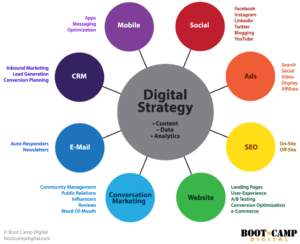 Apps
Messaging
Optimization
Mobile
Social
Facebook
Instagram
LinkedIn
Twitter
Blogging
YouTube
Inbound Marketing
Lead Generation
Conversion Planning
CRM
Ads
Search
Social
Video
Display
Affiliate
Digital
Strategy
• Content
• Data
• Analytics
Auto-Responders
Newsletters
E-Mail
SEO
On-Site
Off-Site
Community Management
Public Relations
Influencers
Reviews
Word-Of-Mouth
Conversation
Marketing
Website
Landing Pages
User-Experience
A/B Testing
Conversion Optimization
e-Commerce
© Boot Camp Digital
bootcampdigital.com
BOOT CAMP
DIGITAL